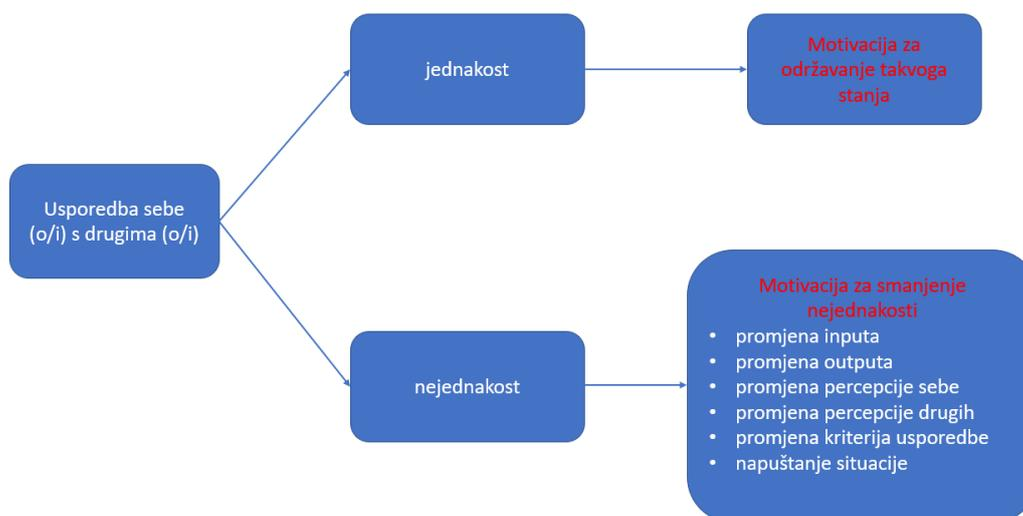 Usporedba sebe
(o/i) s drugima (o/i)
jednakost
Motivacija za
održavanje takvoga
stanja
nejednakost
Motivacija za smanjenje
nejednakosti
• promjena inputa
• promjena outputa
• promjena percepcije sebe
• promjena percepcije drugih
• promjena kriterija usporedbe
• napuštanje situacije